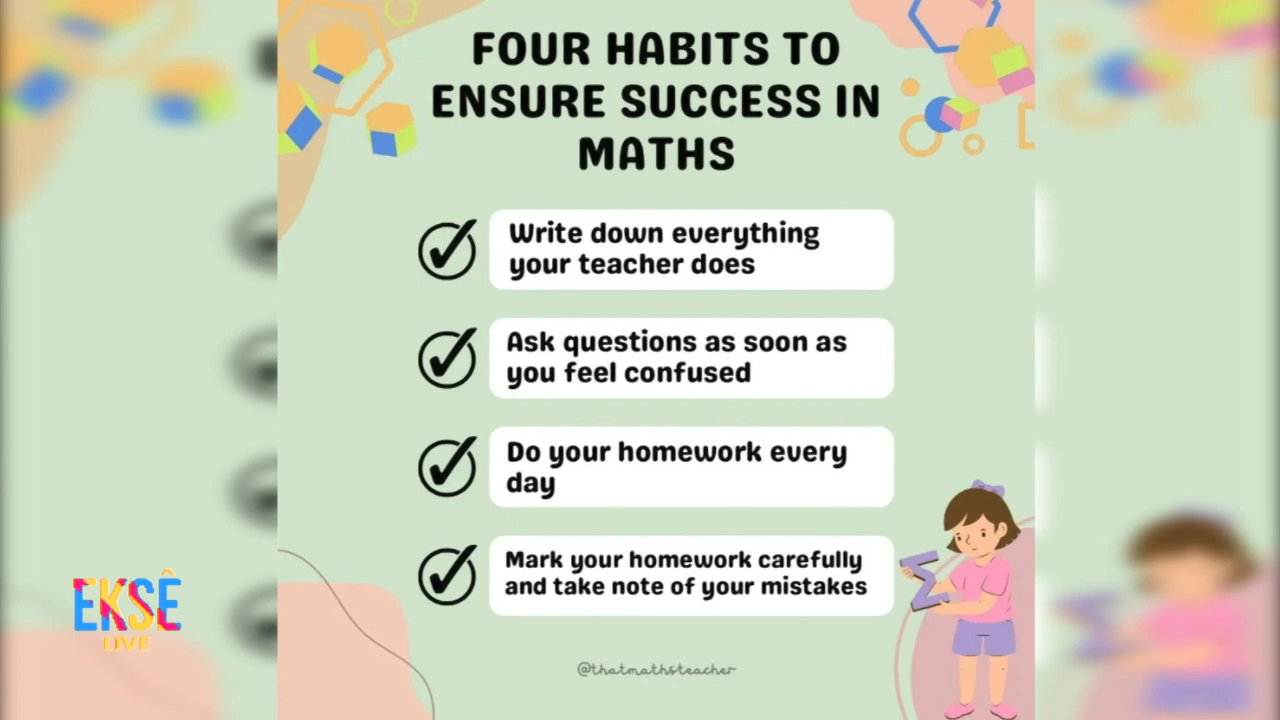 FOUR HABITS TO
ENSURE SUCCESS IN
MATHS
Write down everything
your teacher does
Ask questions as soon as
you feel confused
Do your homework every
day
Mark your homework carefully
and take note of your mistakes
@thatmathsteacher
EKSÊ
LIVE